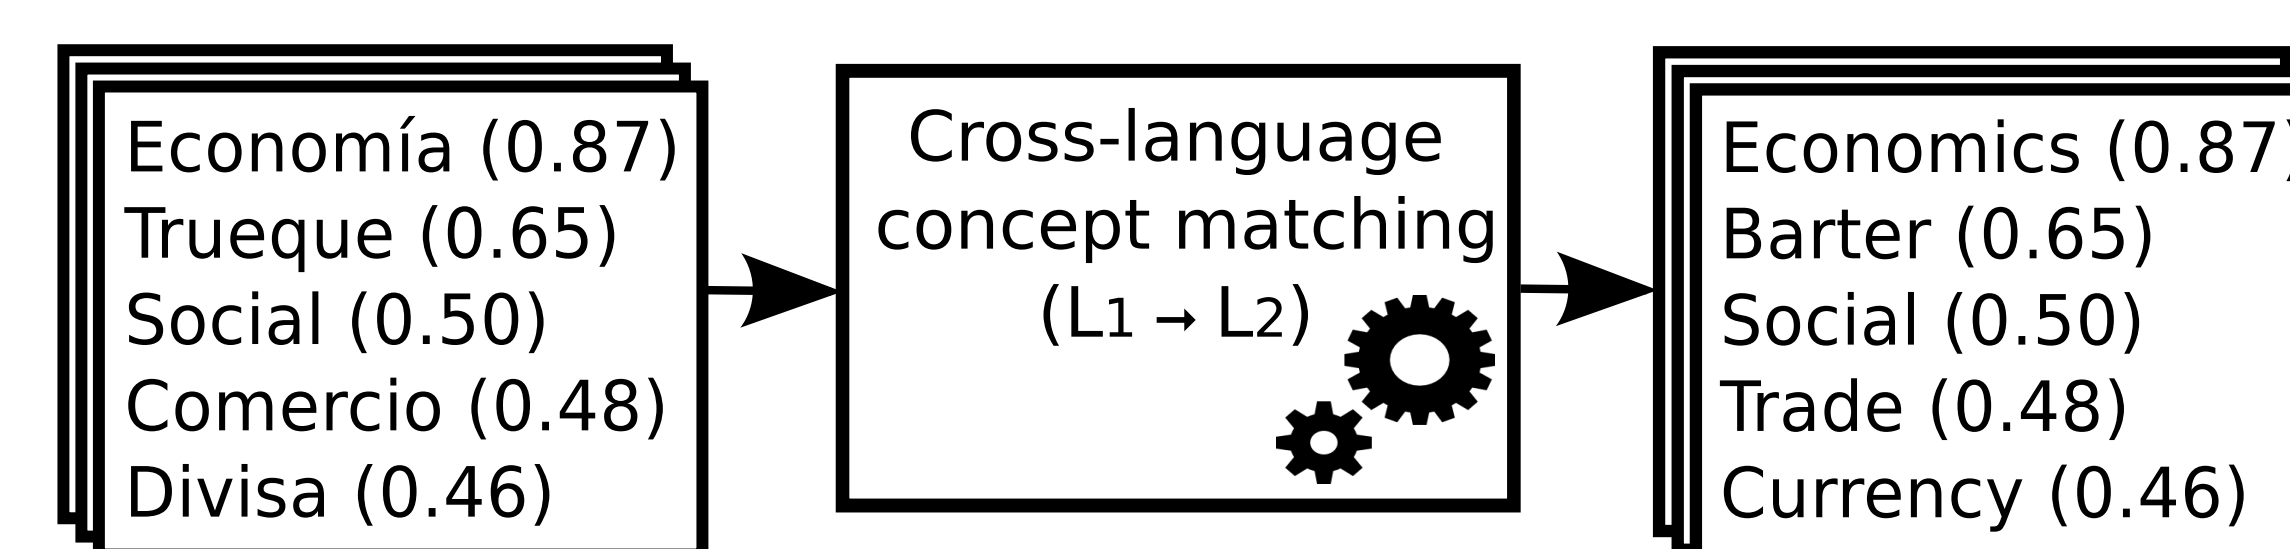 Economía (0.87)
Trueque (0.65)
Social (0.50)
Comercio (0.48)
Divisa (0.46)
Cross-language
concept matching
(L1 → L2)
Economics (0.87)
Barter (0.65)
Social (0.50)
Trade (0.48)
Currency (0.46)